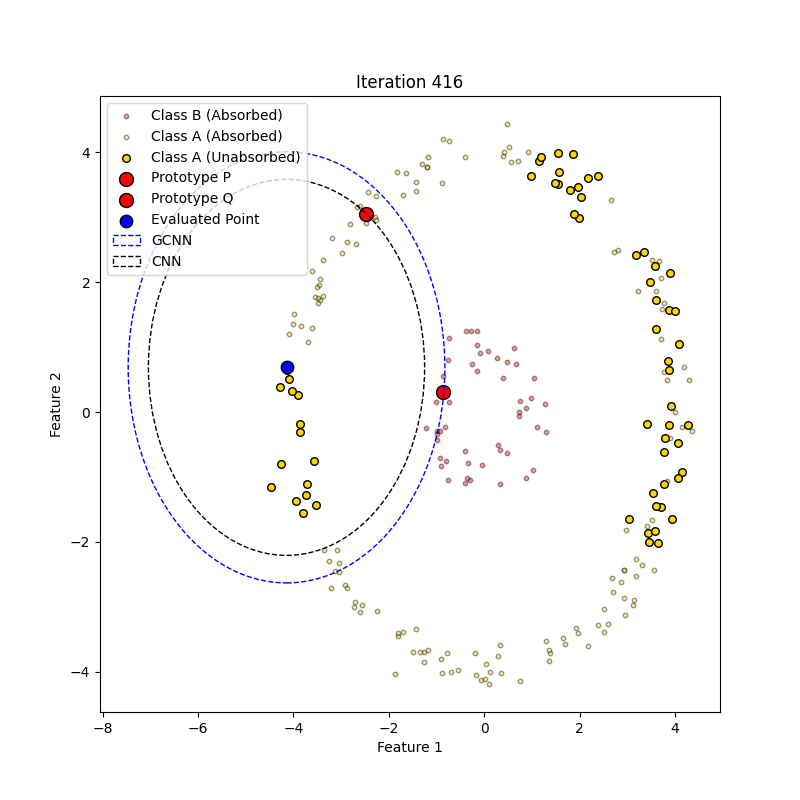 Iteration 416
Class B (Absorbed)
Class A (Absorbed)
Class A (Unabsorbed)
Prototype P
Prototype Q
Evaluated Point
GCNN
CNN
4
2
0
−2
−4
Feature 2
−8 −6 −4 −2 0 2 4
Feature 1